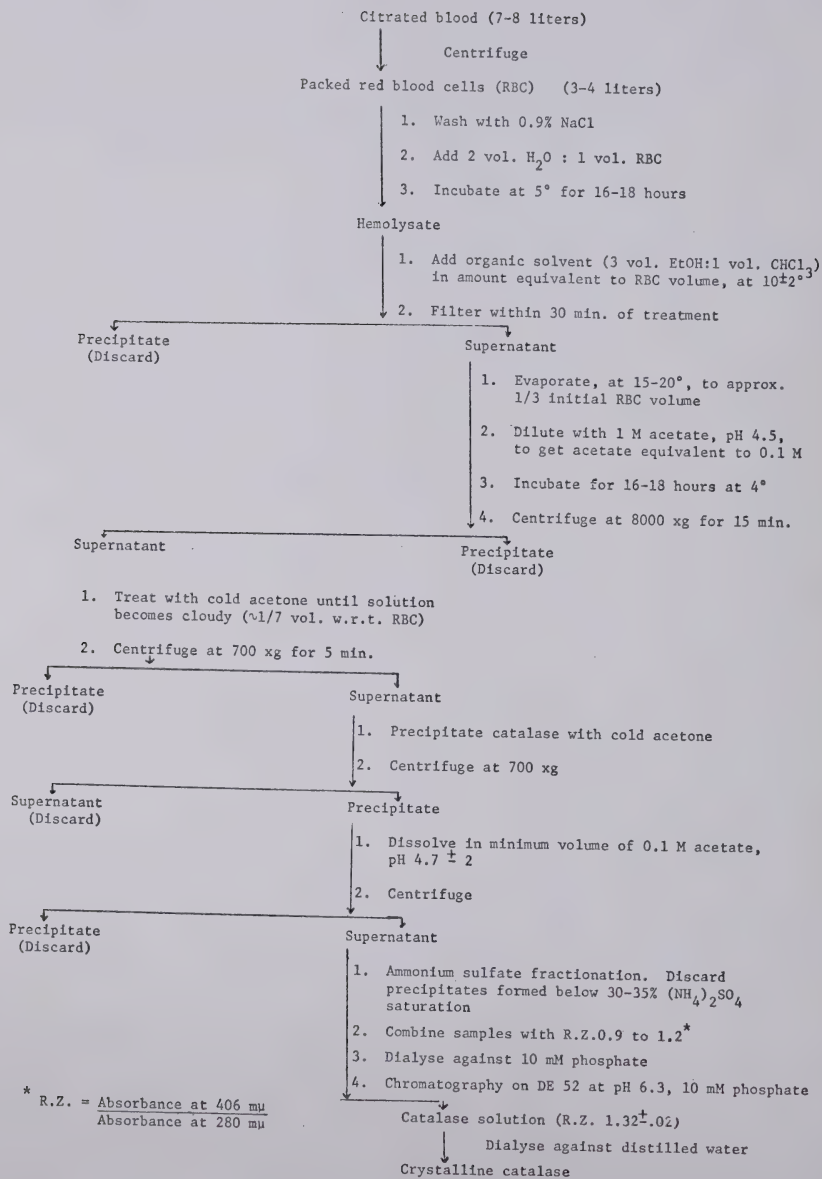 Citrated blood (7-8 liters)
Centrifuge
Packed red blood cells (RBC) (3-4 liters)
1. Wash with 0.9% NaCl
2. Add 2 vol. H₂O : 1 vol. RBC
3. Incubate at 5° for 16-18 hours
Hemolysate
1. Add organic solvent (3 vol. EtOH:1 vol. CHCl₃)
in amount equivalent to RBC volume, at 10±2°
2. Filter within 30 min. of treatment
Precipitate
(Discard)
Supernatant
1. Evaporate, at 15-20°, to approx.
1/3 initial RBC volume
2. Dilute with 1 M acetate, pH 4.5,
to get acetate equivalent to 0.1 M
3. Incubate for 16-18 hours at 4°
4. Centrifuge at 8000 xg for 15 min.
Supernatant
Precipitate
(Discard)
1. Treat with cold acetone until solution
becomes cloudy (~1/7 vol. w.r.t. RBC)
2. Centrifuge at 700 xg for 5 min.
Precipitate
(Discard)
Supernatant
1. Precipitate catalase with cold acetone
2. Centrifuge at 700 xg
Supernatant
(Discard)
Precipitate
1. Dissolve in minimum volume of 0.1 M acetate,
pH 4.7 ± 2
2. Centrifuge
Precipitate
(Discard)
Supernatant
1. Ammonium sulfate fractionation. Discard
precipitates formed below 30-35% (NH₄)₂SO₄
saturation
2. Combine samples with R.Z.0.9 to 1.2*
3. Dialyse against 10 mM phosphate
4. Chromatography on DE 52 at pH 6.3, 10 mM phosphate
* R.Z. = Absorbance at 406 mµ
Absorbance at 280 mµ
Catalase solution (R.Z. 1.32±.02)
Dialyse against distilled water
Crystalline catalase